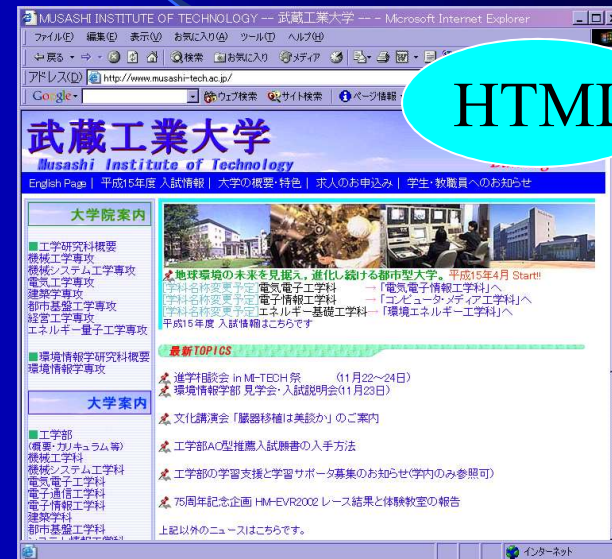 MUSASHI INSTITUTE OF TECHNOLOGY -- 武蔵工業大学 -- - Microsoft Internet Explorer
ファイル(F) 編集(E) 表示(V) お気に入り(A) ツール(T) ヘルプ(H)
戻る 検索 お気に入り メディア
アドレス(D) http://www.musashi-tech.ac.jp/
HTML
Google ウェブ検索 サイト検索 ページ情報
武蔵工業大学
Musashi Institute of Technology
English Page | 平成15年度 入試情報 | 大学の概要・特色 | 求人のお申込み | 学生・教職員へのお知らせ
大学院案内
■工学研究科概要
機械工学専攻
機械システム工学専攻
電気工学専攻
建築学専攻
都市基盤工学専攻
経営工学専攻
エネルギー量子工学専攻
■環境情報学研究科概要
環境情報学専攻
大学案内
■工学部
(概要・カリキュラム等)
機械工学科
機械システム工学科
電気電子工学科
電子通信工学科
電子情報工学科
建築学科
都市基盤工学科
地球環境の未来を見据え，進化し続ける都市型大学。平成15年4月 Start!!
[学科名称変更予定]電気電子工学科 →「電気電子工学科」へ
[学科名称変更予定]電子情報工学科 →「コンピュータ・メディア工学科」へ
[学科名称変更予定]エネルギー基礎工学科→「環境エネルギー工学科」へ
平成15年度 入試情報はこちらです
最新TOPICS
進学相談会 in MI-TECH祭 (11月22～24日)
環境情報学部 見学会・入試説明会(11月23日)
文化講演会「臓器移植は美談か」のご案内
工学部AO型推薦入試願書の入手方法
工学部の学習支援と学習サポータ募集のお知らせ(学内のみ参照可)
75周年記念企画 HM-EVR2002 レース結果と体験教室の報告
上記以外のニュースはこちらです。
インターネット